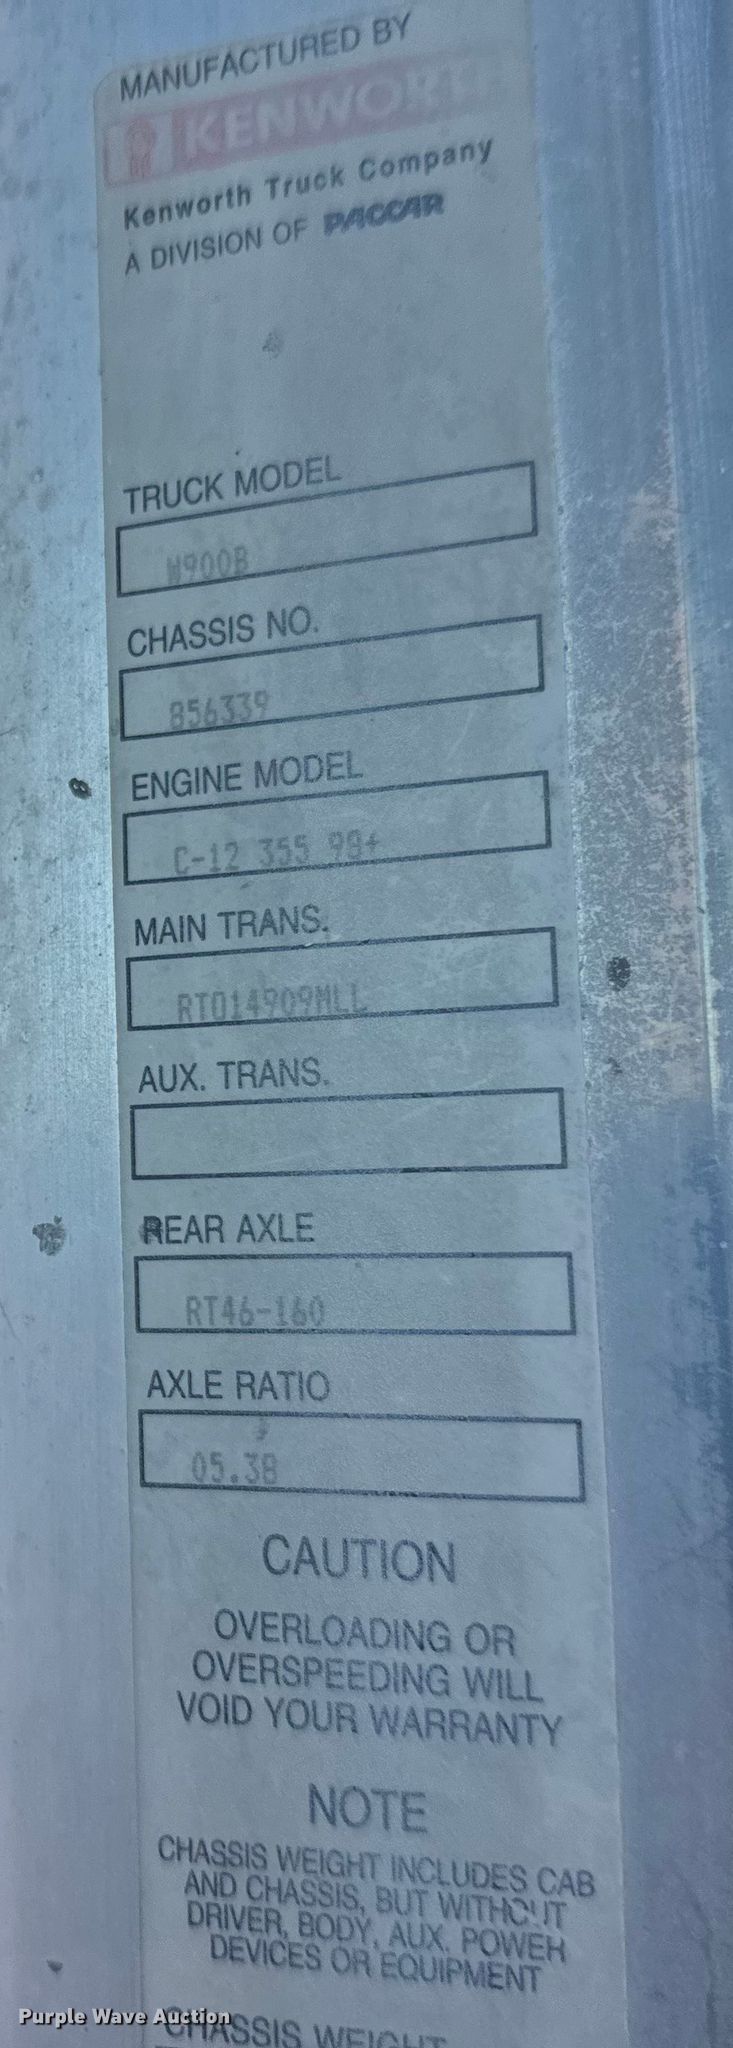 MANUFACTURED BY
KENWORTH
Kenworth Truck Company
A DIVISION OF PACCAR
TRUCK MODEL
W900B
CHASSIS NO.
856339
ENGINE MODEL
C-12 355 98+
MAIN TRANS.
RTO14909MLL
AUX. TRANS.
REAR AXLE
RT46-160
AXLE RATIO
05.38
CAUTION
OVERLOADING OR
OVERSPEEDING WILL
VOID YOUR WARRANTY
NOTE
CHASSIS WEIGHT INCLUDES CAB
AND CHASSIS, BUT WITHOUT
DRIVER, BODY, AUX. POWER
DEVICES OR EQUIPMENT
CHASSIS WEIGHT
Purple Wave Auction